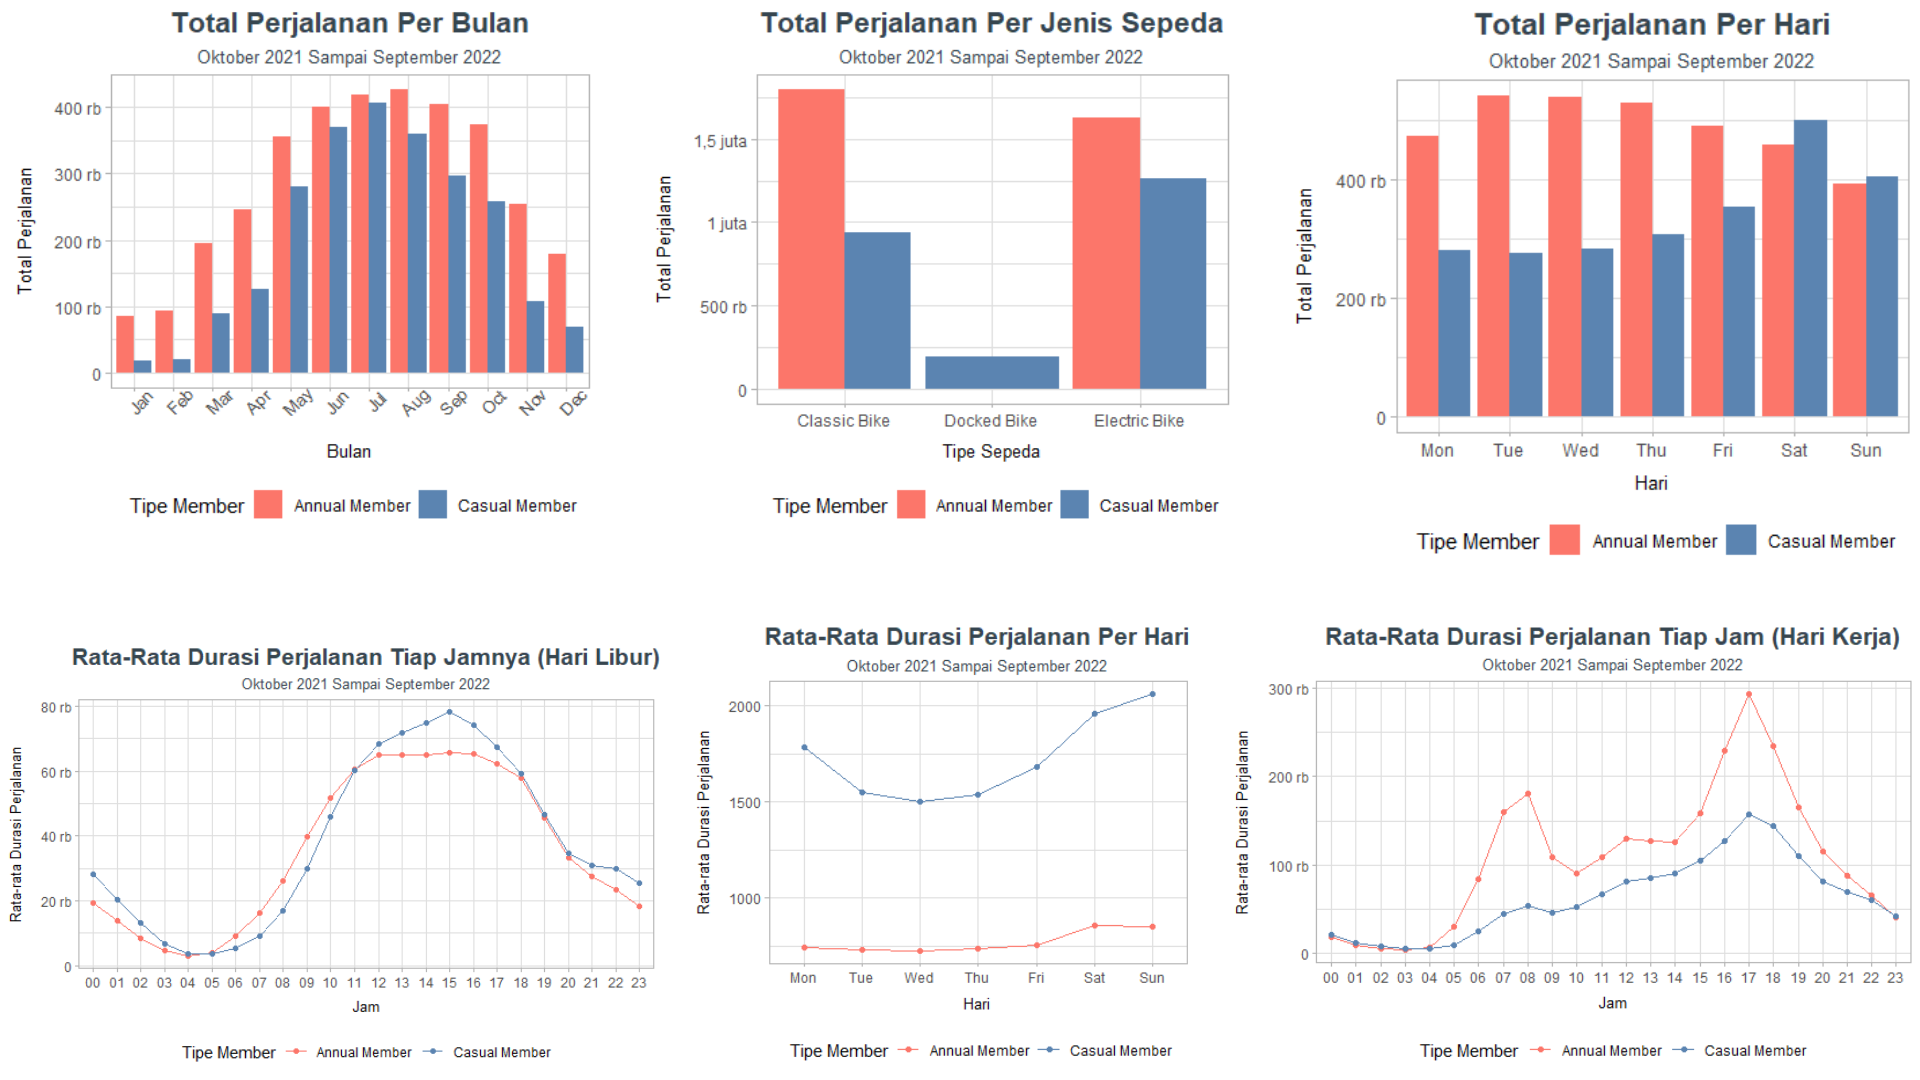 Total Perjalanan Per Bulan
Oktober 2021 Sampai September 2022
Total Perjalanan
400 rb
300 rb
200 rb
100 rb
0
Jan Feb Mar Apr May Jun Jul Aug Sep Oct Nov Dec
Bulan
Tipe Member Annual Member Casual Member
Total Perjalanan Per Jenis Sepeda
Oktober 2021 Sampai September 2022
Total Perjalanan
1,5 juta
1 juta
500 rb
0
Classic Bike Docked Bike Electric Bike
Tipe Sepeda
Tipe Member Annual Member Casual Member
Total Perjalanan Per Hari
Oktober 2021 Sampai September 2022
Total Perjalanan
400 rb
200 rb
0
Mon Tue Wed Thu Fri Sat Sun
Hari
Tipe Member Annual Member Casual Member
Rata-Rata Durasi Perjalanan Tiap Jamnya (Hari Libur)
Oktober 2021 Sampai September 2022
Rata-rata Durasi Perjalanan
80 rb
60 rb
40 rb
20 rb
0
00 01 02 03 04 05 06 07 08 09 10 11 12 13 14 15 16 17 18 19 20 21 22 23
Jam
Tipe Member Annual Member Casual Member
Rata-Rata Durasi Perjalanan Per Hari
Oktober 2021 Sampai September 2022
Rata-rata Durasi Perjalanan
2000
1500
1000
Mon Tue Wed Thu Fri Sat Sun
Hari
Tipe Member Annual Member Casual Member
Rata-Rata Durasi Perjalanan Tiap Jam (Hari Kerja)
Oktober 2021 Sampai September 2022
Rata-rata Durasi Perjalanan
300 rb
200 rb
100 rb
0
00 01 02 03 04 05 06 07 08 09 10 11 12 13 14 15 16 17 18 19 20 21 22 23
Jam
Tipe Member Annual Member Casual Member